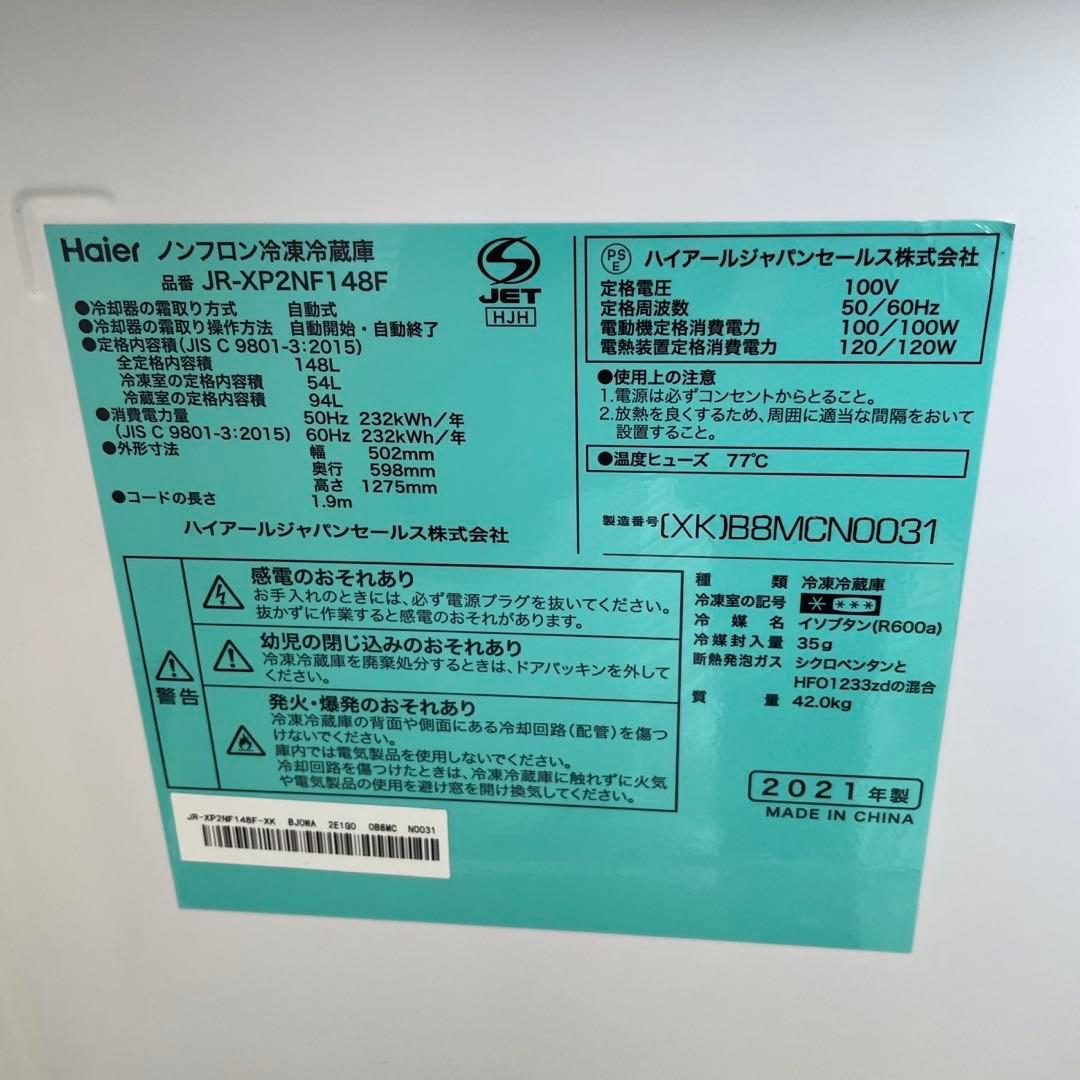 Haier ノンフロン冷凍冷蔵庫
品番 JR-XP2NF148F
●冷却器の霜取り方式 自動式
●冷却器の霜取り操作方法 自動開始・自動終了
●定格内容積(JIS C 9801-3:2015)
全定格内容積 148L
冷凍室の定格内容積 54L
冷蔵室の定格内容積 94L
●消費電力量 50Hz 232kWh/年
(JIS C 9801-3:2015) 60Hz 232kWh/年
●外形寸法 幅 502mm
奥行 598mm
高さ 1275mm
●コードの長さ 1.9m
ハイアールジャパンセールス株式会社
S
JET
HJH
PSE ハイアールジャパンセールス株式会社
定格電圧 100V
定格周波数 50/60Hz
電動機定格消費電力 100/100W
電熱装置定格消費電力 120/120W
●使用上の注意
1.電源は必ずコンセントからとること。
2.放熱を良くするため、周囲に適当な間隔をおいて
設置すること。
●温度ヒューズ 77℃
製造番号 (XK)B8MCN0031
警告
感電のおそれあり
お手入れのときには、必ず電源プラグを抜いてください。
抜かずに作業すると感電のおそれがあります。
幼児の閉じ込みのおそれあり
冷凍冷蔵庫を廃棄処分するときは、ドアパッキンを外して
ください。
発火・爆発のおそれあり
冷凍冷蔵庫の背面や側面にある冷却回路(配管)を傷つ
けないでください。
庫内では電気製品を使用しないでください。
冷却回路を傷つけたときは、冷凍冷蔵庫に触れずに火気
や電気製品の使用を避け窓を開け換気してください。
種類 冷凍冷蔵庫
冷凍室の記号 * ***
冷媒名 イソブタン(R600a)
冷媒封入量 35g
断熱発泡ガス シクロペンタンと
HFO1233zdの混合
質量 42.0kg
2021年製
MADE IN CHINA
JR-XP2NF148F-XK BJ0WA 2E1G0 0B8MC N0031